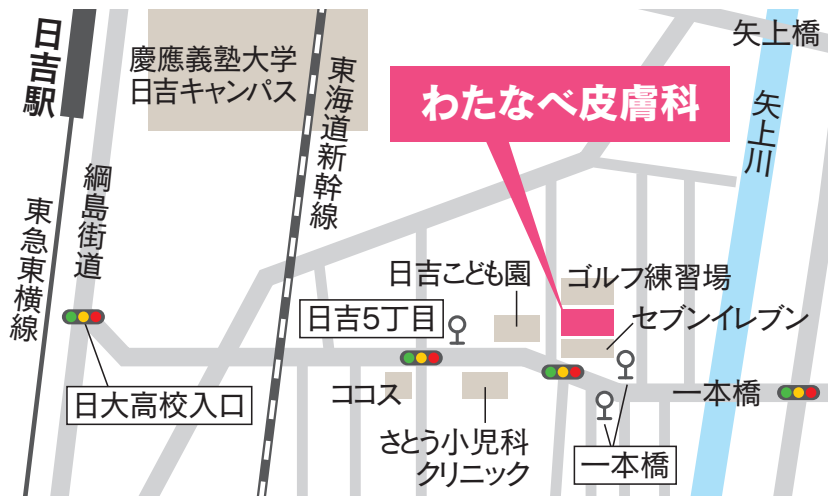 日吉駅
慶應義塾大学
日吉キャンパス
東海道新幹線
矢上橋
わたなべ皮膚科
矢上川
綱島街道
東急東横線
日吉こども園
ゴルフ練習場
日吉5丁目
セブンイレブン
日大高校入口
ココス
一本橋
さとう小児科
クリニック
一本橋